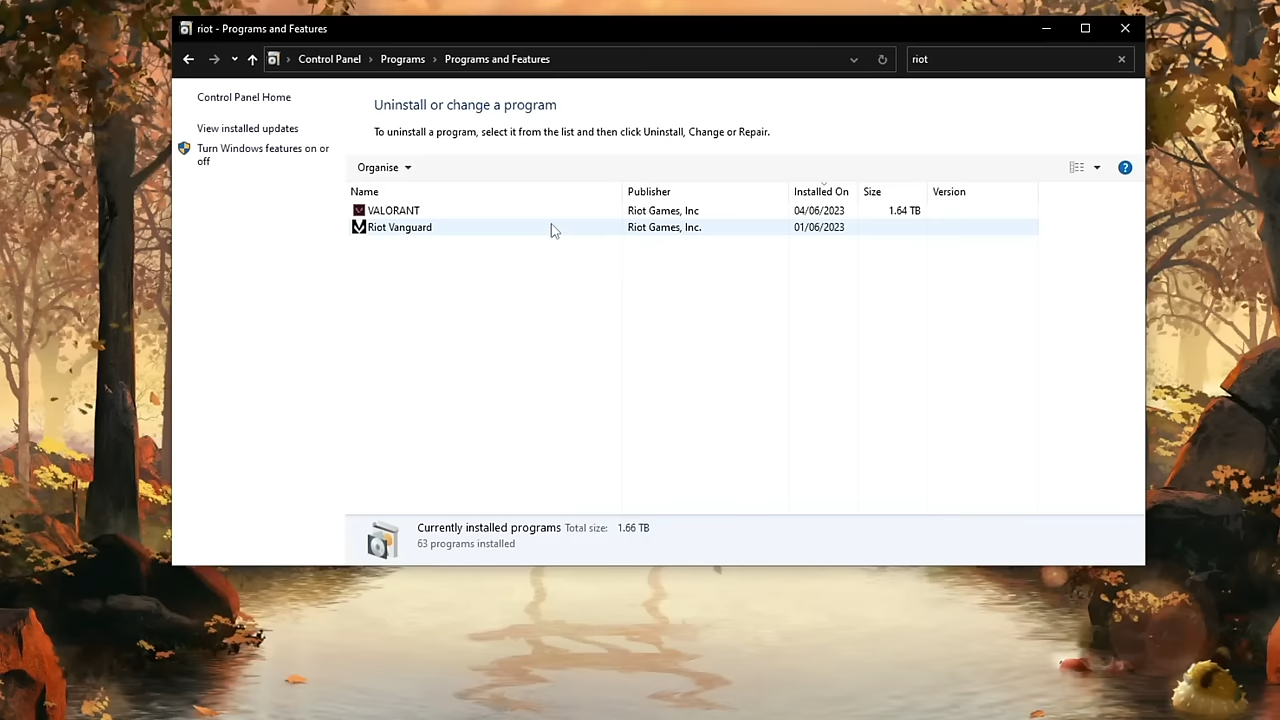 riot - Programs and Features
Control Panel > Programs > Programs and Features
riot
Control Panel Home
View installed updates
Turn Windows features on or
off
Uninstall or change a program
To uninstall a program, select it from the list and then click Uninstall, Change or Repair.
Organise
Name Publisher Installed On Size Version
VALORANT Riot Games, Inc 04/06/2023 1.64 TB
Riot Vanguard Riot Games, Inc. 01/06/2023
Currently installed programs Total size: 1.66 TB
63 programs installed